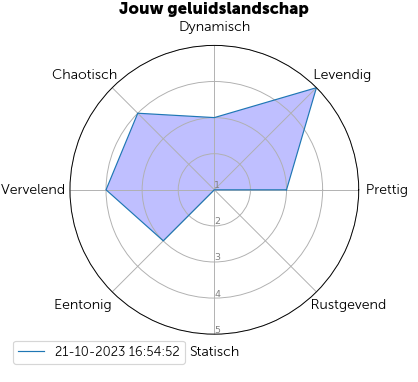 Jouw geluidslandschap
Dynamisch
Chaotisch
Levendig
Vervelend
Prettig
1
2
3
4
5
Eentonig
Rustgevend
21-10-2023 16:54:52
Statisch